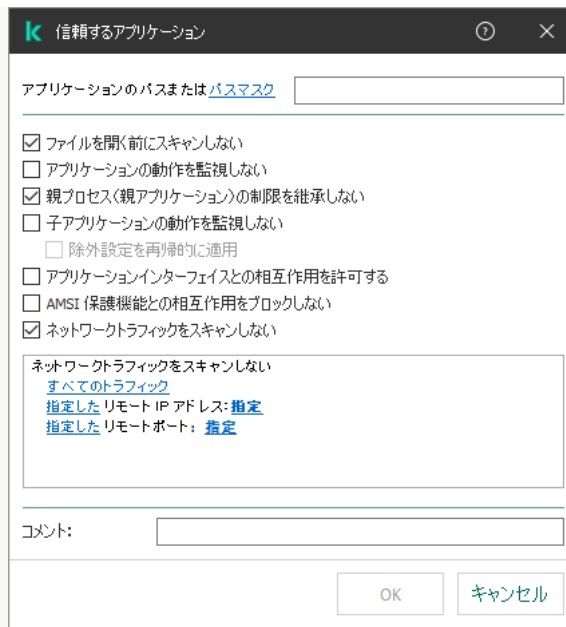 信頼するアプリケーション
アプリケーションのパスまたはパスマスク
ファイルを開く前にスキャンしない
アプリケーションの動作を監視しない
親プロセス(親アプリケーション)の制限を継承しない
子アプリケーションの動作を監視しない
除外設定を再帰的に適用
アプリケーションインターフェイスとの相互作用を許可する
AMSI 保護機能との相互作用をブロックしない
ネットワークトラフィックをスキャンしない
ネットワークトラフィックをスキャンしない
すべてのトラフィック
指定した リモート IP アドレス: 指定
指定した リモートポート: 指定
コメント:
OK キャンセル